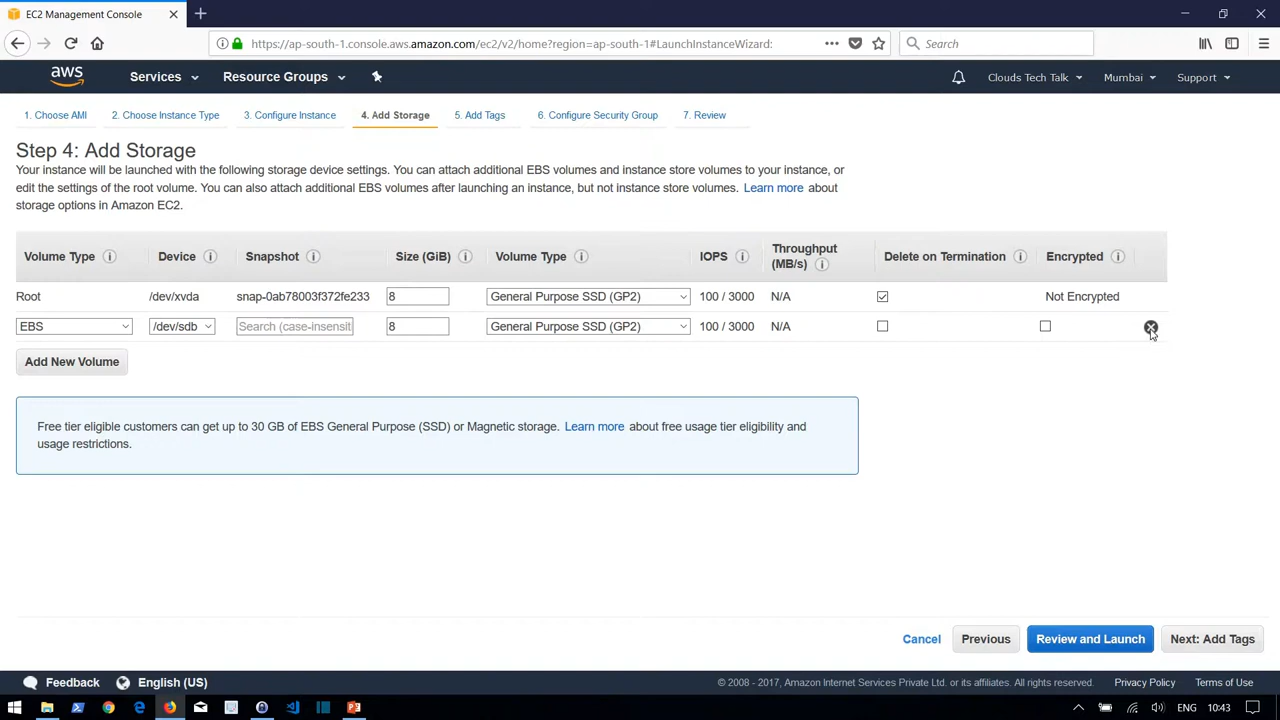 EC2 Management Console
https://ap-south-1.console.aws.amazon.com/ec2/v2/home?region=ap-south-1#LaunchInstanceWizard:
Search
aws
Services
Resource Groups
Clouds Tech Talk
Mumbai
Support
1. Choose AMI
2. Choose Instance Type
3. Configure Instance
4. Add Storage
5. Add Tags
6. Configure Security Group
7. Review
Step 4: Add Storage
Your instance will be launched with the following storage device settings. You can attach additional EBS volumes and instance store volumes to your instance, or
edit the settings of the root volume. You can also attach additional EBS volumes after launching an instance, but not instance store volumes. Learn more about
storage options in Amazon EC2.
Volume Type
Device
Snapshot
Size (GiB)
Volume Type
IOPS
Throughput
(MB/s)
Delete on Termination
Encrypted
Root
/dev/xvda
snap-0ab78003f372fe233
8
General Purpose SSD (GP2)
100 / 3000
N/A
Not Encrypted
EBS
/dev/sdb
Search (case-insensit
8
General Purpose SSD (GP2)
100 / 3000
N/A
Add New Volume
Free tier eligible customers can get up to 30 GB of EBS General Purpose (SSD) or Magnetic storage. Learn more about free usage tier eligibility and
usage restrictions.
Cancel
Previous
Review and Launch
Next: Add Tags
Feedback
English (US)
© 2008 - 2017, Amazon Internet Services Private Ltd. or its affiliates. All rights reserved.
Privacy Policy
Terms of Use
ENG
10:43